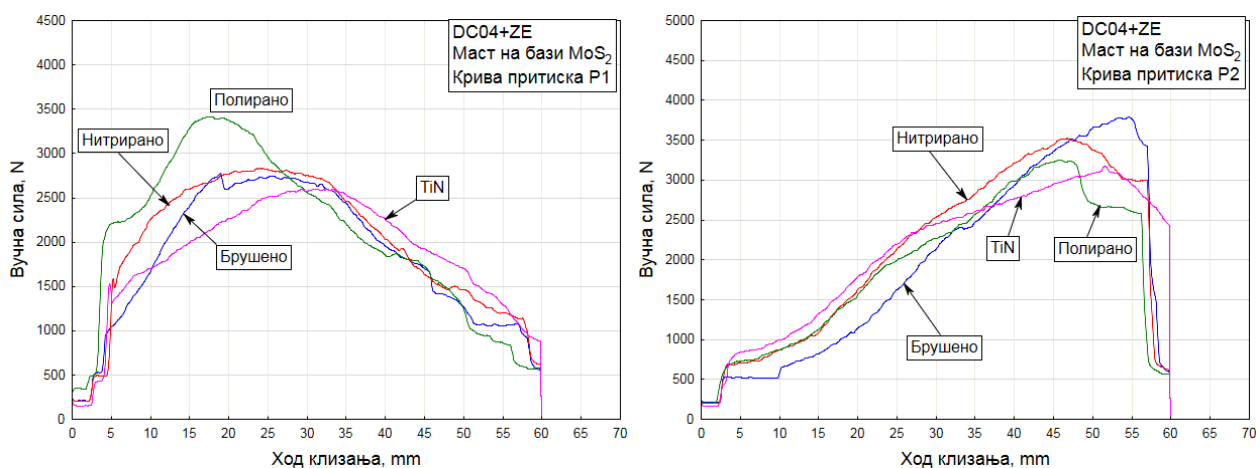 4500
4000
3500
3000
2500
2000
1500
1000
500
0
Вучна сила, N
DC04+ZE
Маст на бази MoS2
Крива притиска P1
Полирано
Нитрирано
TiN
Брушено
0 5 10 15 20 25 30 35 40 45 50 55 60 65 70
Ход клизања, mm
5000
4500
4000
3500
3000
2500
2000
1500
1000
500
0
Вучна сила, N
DC04+ZE
Маст на бази MoS2
Крива притиска P2
Нитрирано
TiN
Полирано
Брушено
0 5 10 15 20 25 30 35 40 45 50 55 60 65 70
Ход клизања, mm